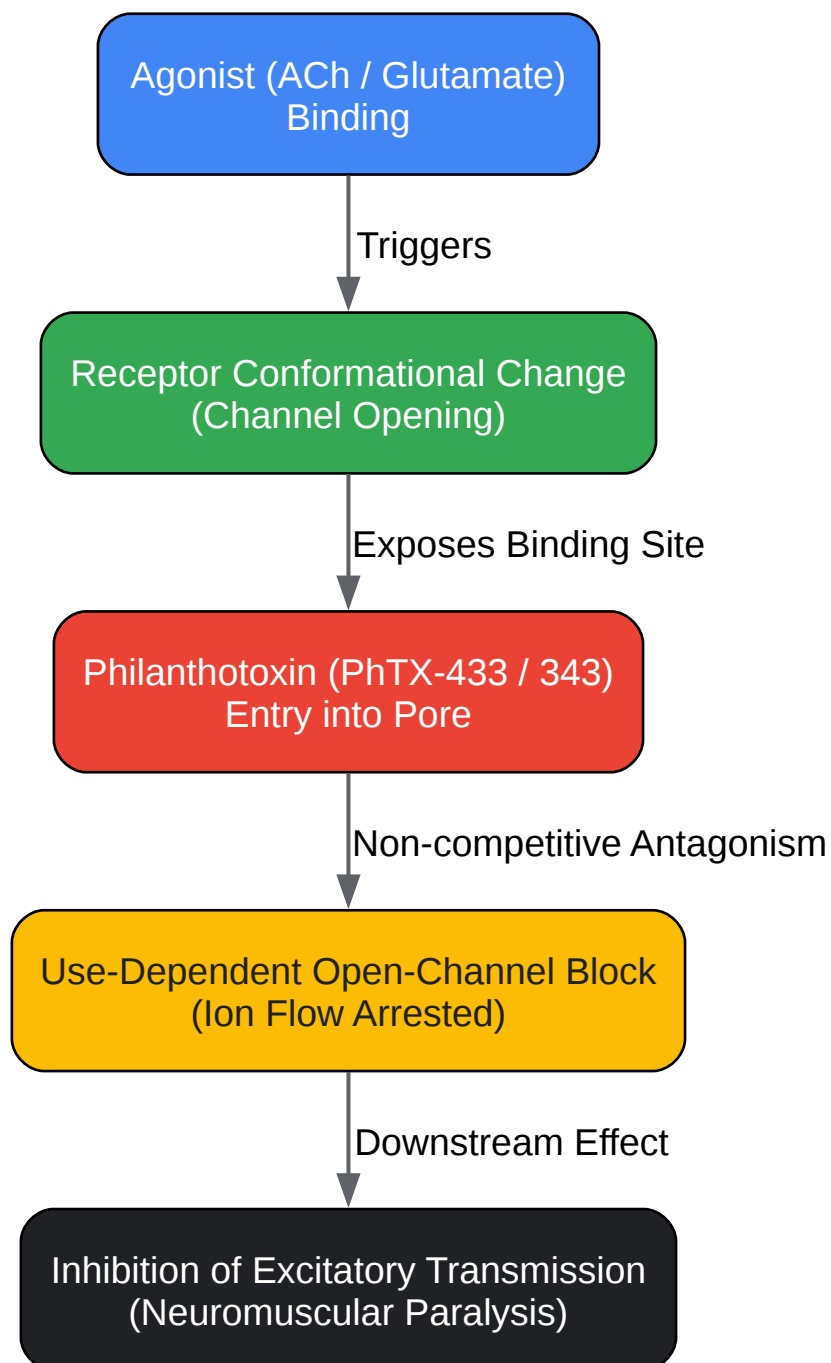 Agonist (ACh / Glutamate)
Binding
Triggers
Receptor Conformational Change
(Channel Opening)
Exposes Binding Site
Philanthotoxin (PhTX-433 / 343)
Entry into Pore
Non-competitive Antagonism
Use-Dependent Open-Channel Block
(Ion Flow Arrested)
Downstream Effect
Inhibition of Excitatory Transmission
(Neuromuscular Paralysis)